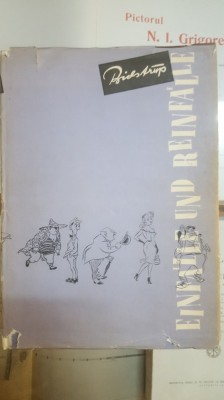 Pictorul
N. I. Grigore
Bidstrup
EINFÄLLE UND REINFÄLLE